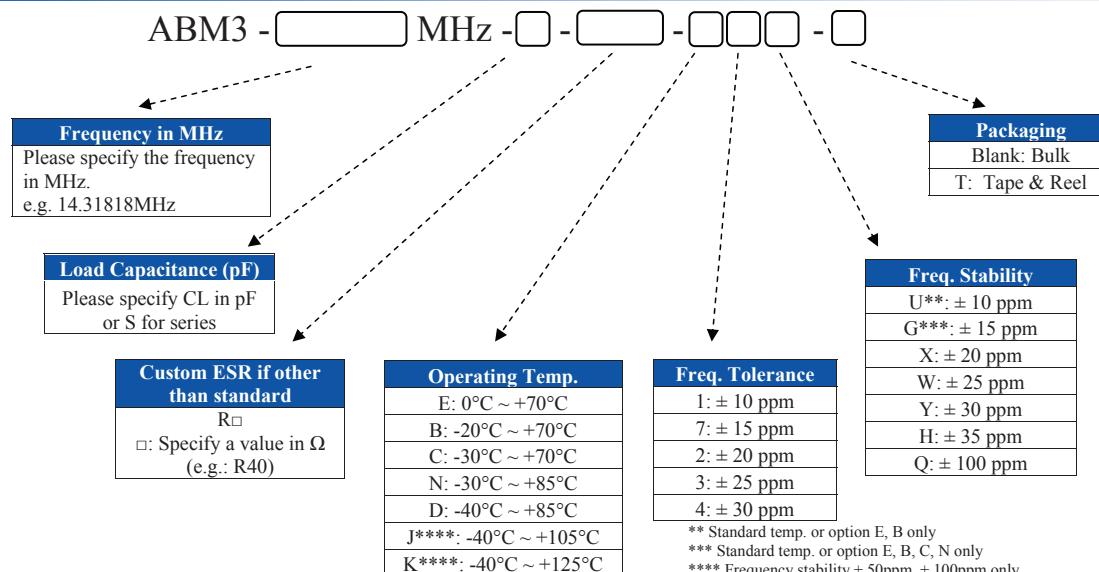 ABM3 - MHz - - - -
Frequency in MHz
Please specify the frequency
in MHz.
e.g. 14.31818MHz
Packaging
Blank: Bulk
T: Tape & Reel
Load Capacitance (pF)
Please specify CL in pF
or S for series
Custom ESR if other
than standard
R□
□: Specify a value in Ω
(e.g.: R40)
Operating Temp.
E: 0°C ~ +70°C
B: -20°C ~ +70°C
C: -30°C ~ +70°C
N: -30°C ~ +85°C
D: -40°C ~ +85°C
J****: -40°C ~ +105°C
K****: -40°C ~ +125°C
Freq. Tolerance
1: ± 10 ppm
7: ± 15 ppm
2: ± 20 ppm
3: ± 25 ppm
4: ± 30 ppm
Freq. Stability
U**: ± 10 ppm
G***: ± 15 ppm
X: ± 20 ppm
W: ± 25 ppm
Y: ± 30 ppm
H: ± 35 ppm
Q: ± 100 ppm
** Standard temp. or option E, B only
*** Standard temp. or option E, B, C, N only
**** Frequency stability ± 50ppm, ± 100ppm only